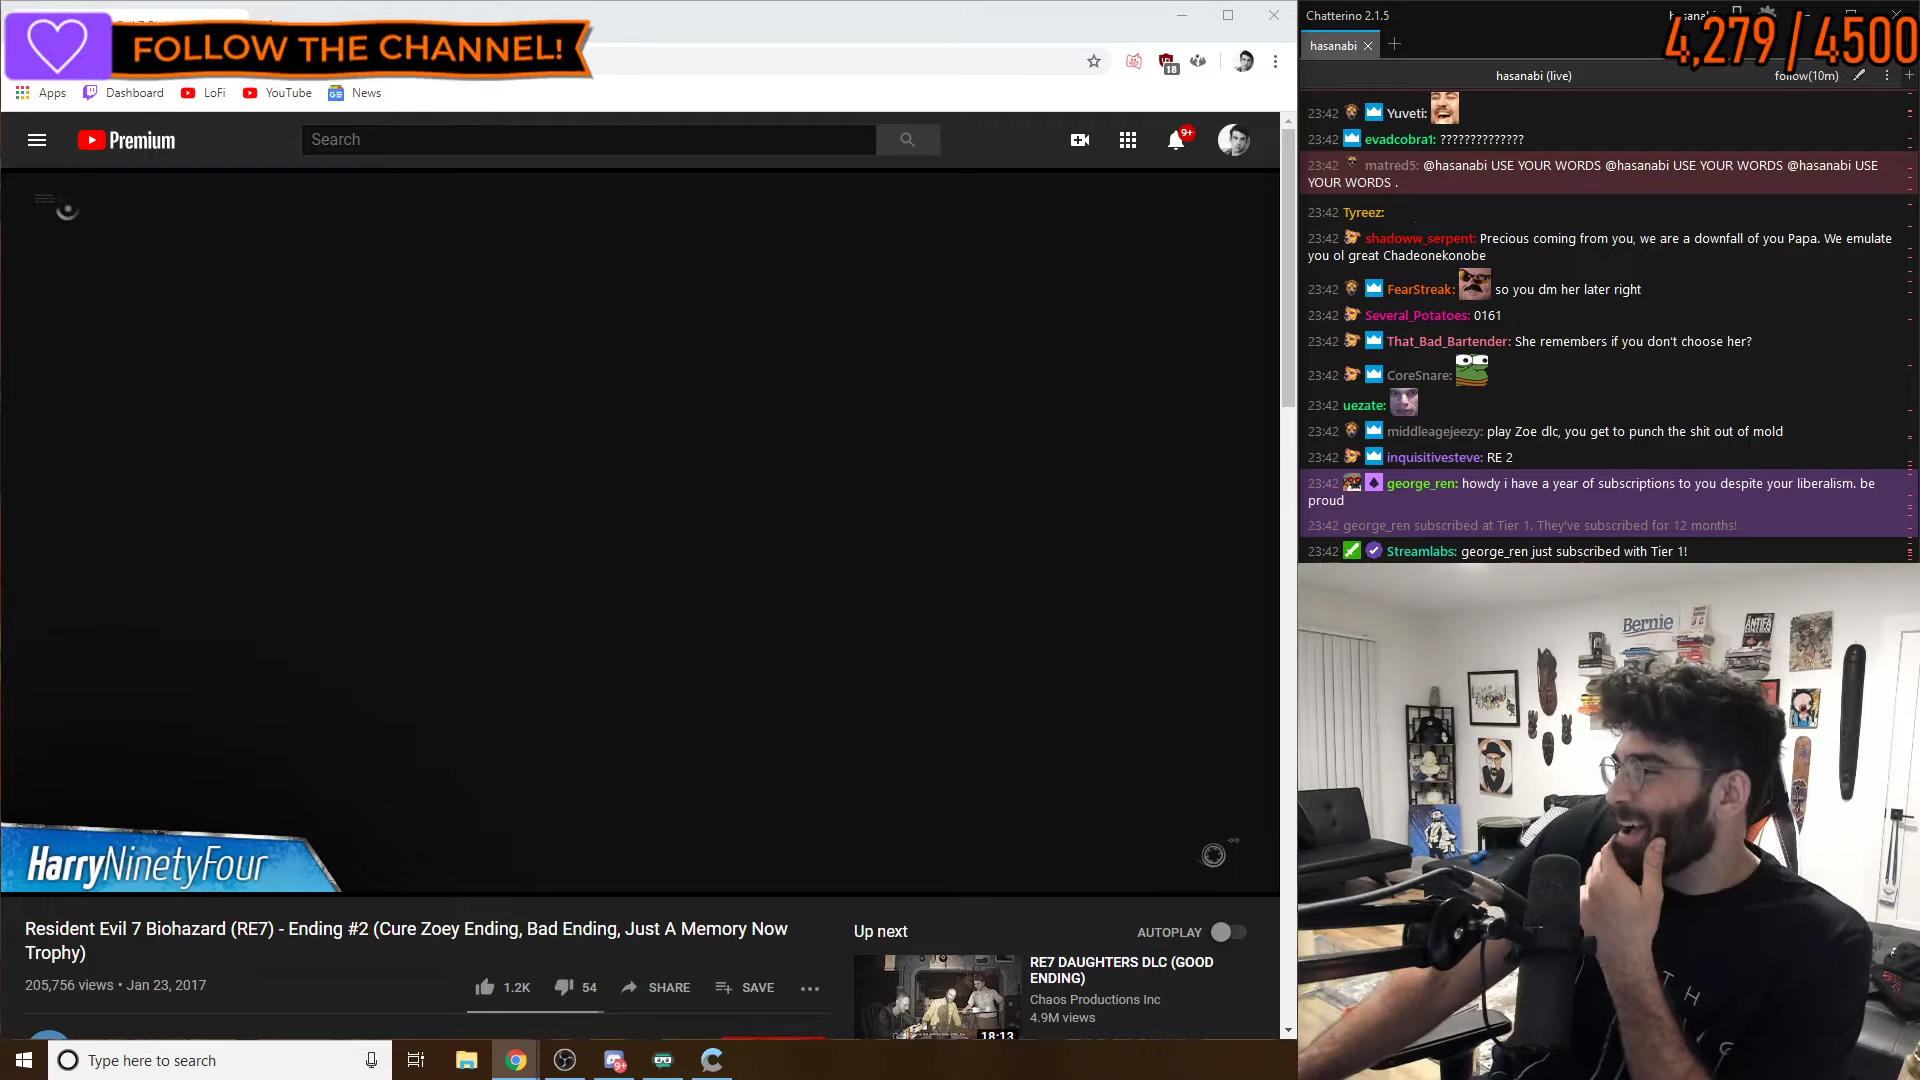 FOLLOW THE CHANNEL!
18
Apps
Dashboard
LoFi
YouTube
News
Premium
Search
9+
HarryNinetyFour
Resident Evil 7 Biohazard (RE7) - Ending #2 (Cure Zoey Ending, Bad Ending, Just A Memory Now
Trophy)
205,756 views • Jan 23, 2017
1.2K
54
SHARE
SAVE
Up next
AUTOPLAY
RE7 DAUGHTERS DLC (GOOD
ENDING)
Chaos Productions Inc
4.9M views
18:13
Type here to search
9+
Chatterino 2.1.5
4,279 / 4500
hasanabi
hasanabi (live)
follow(10m)
23:42 Yuveti:
23:42 evadcobra1: ??????????????
23:42 matred5: @hasanabi USE YOUR WORDS @hasanabi USE YOUR WORDS @hasanabi USE
YOUR WORDS .
23:42 Tyreez:
23:42 shadoww_serpent: Precious coming from you, we are a downfall of you Papa. We emulate
you ol great Chadeonekonobe
23:42 FearStreak: so you dm her later right
23:42 Several_Potatoes: 0161
23:42 That_Bad_Bartender: She remembers if you don't choose her?
23:42 CoreSnare:
23:42 uezate:
23:42 middleagejeezy: play Zoe dlc, you get to punch the shit out of mold
23:42 inquisitivesteve: RE 2
23:42 george_ren: howdy i have a year of subscriptions to you despite your liberalism. be
proud
23:42 george_ren subscribed at Tier 1. They've subscribed for 12 months!
23:42 Streamlabs: george_ren just subscribed with Tier 1!
Bernie
ANTIFA